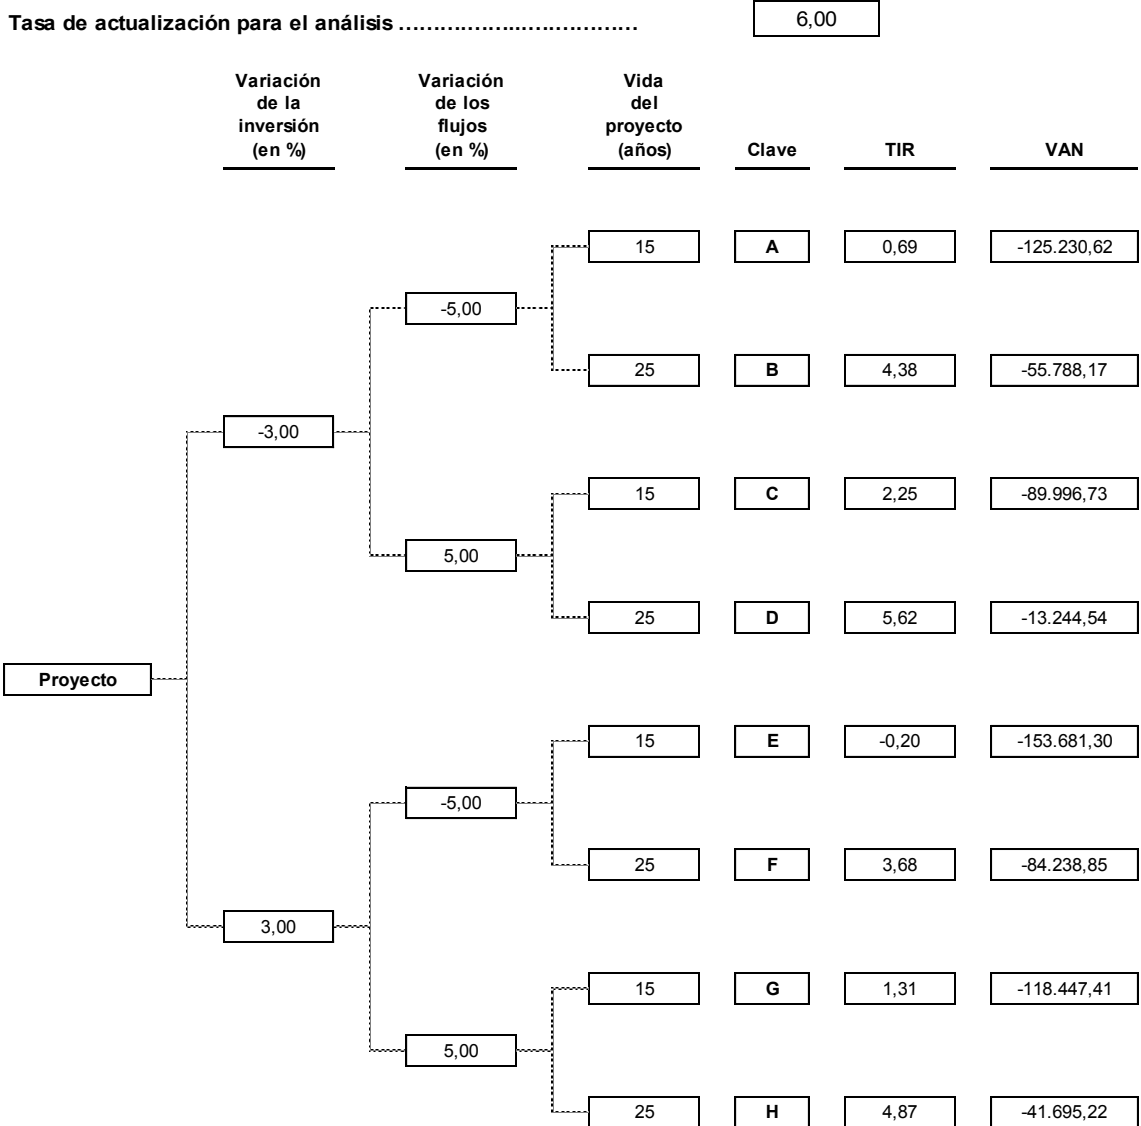 Tasa de actualización para el análisis ………………..…..………….… 6,00
Variación de la inversión (en %)
Variación de los flujos (en %)
Vida del proyecto (años)
Clave
TIR
VAN
15 A 0,69 -125.230,62
-5,00
25 B 4,38 -55.788,17
-3,00
15 C 2,25 -89.996,73
5,00
25 D 5,62 -13.244,54
Proyecto
15 E -0,20 -153.681,30
-5,00
25 F 3,68 -84.238,85
3,00
15 G 1,31 -118.447,41
5,00
25 H 4,87 -41.695,22